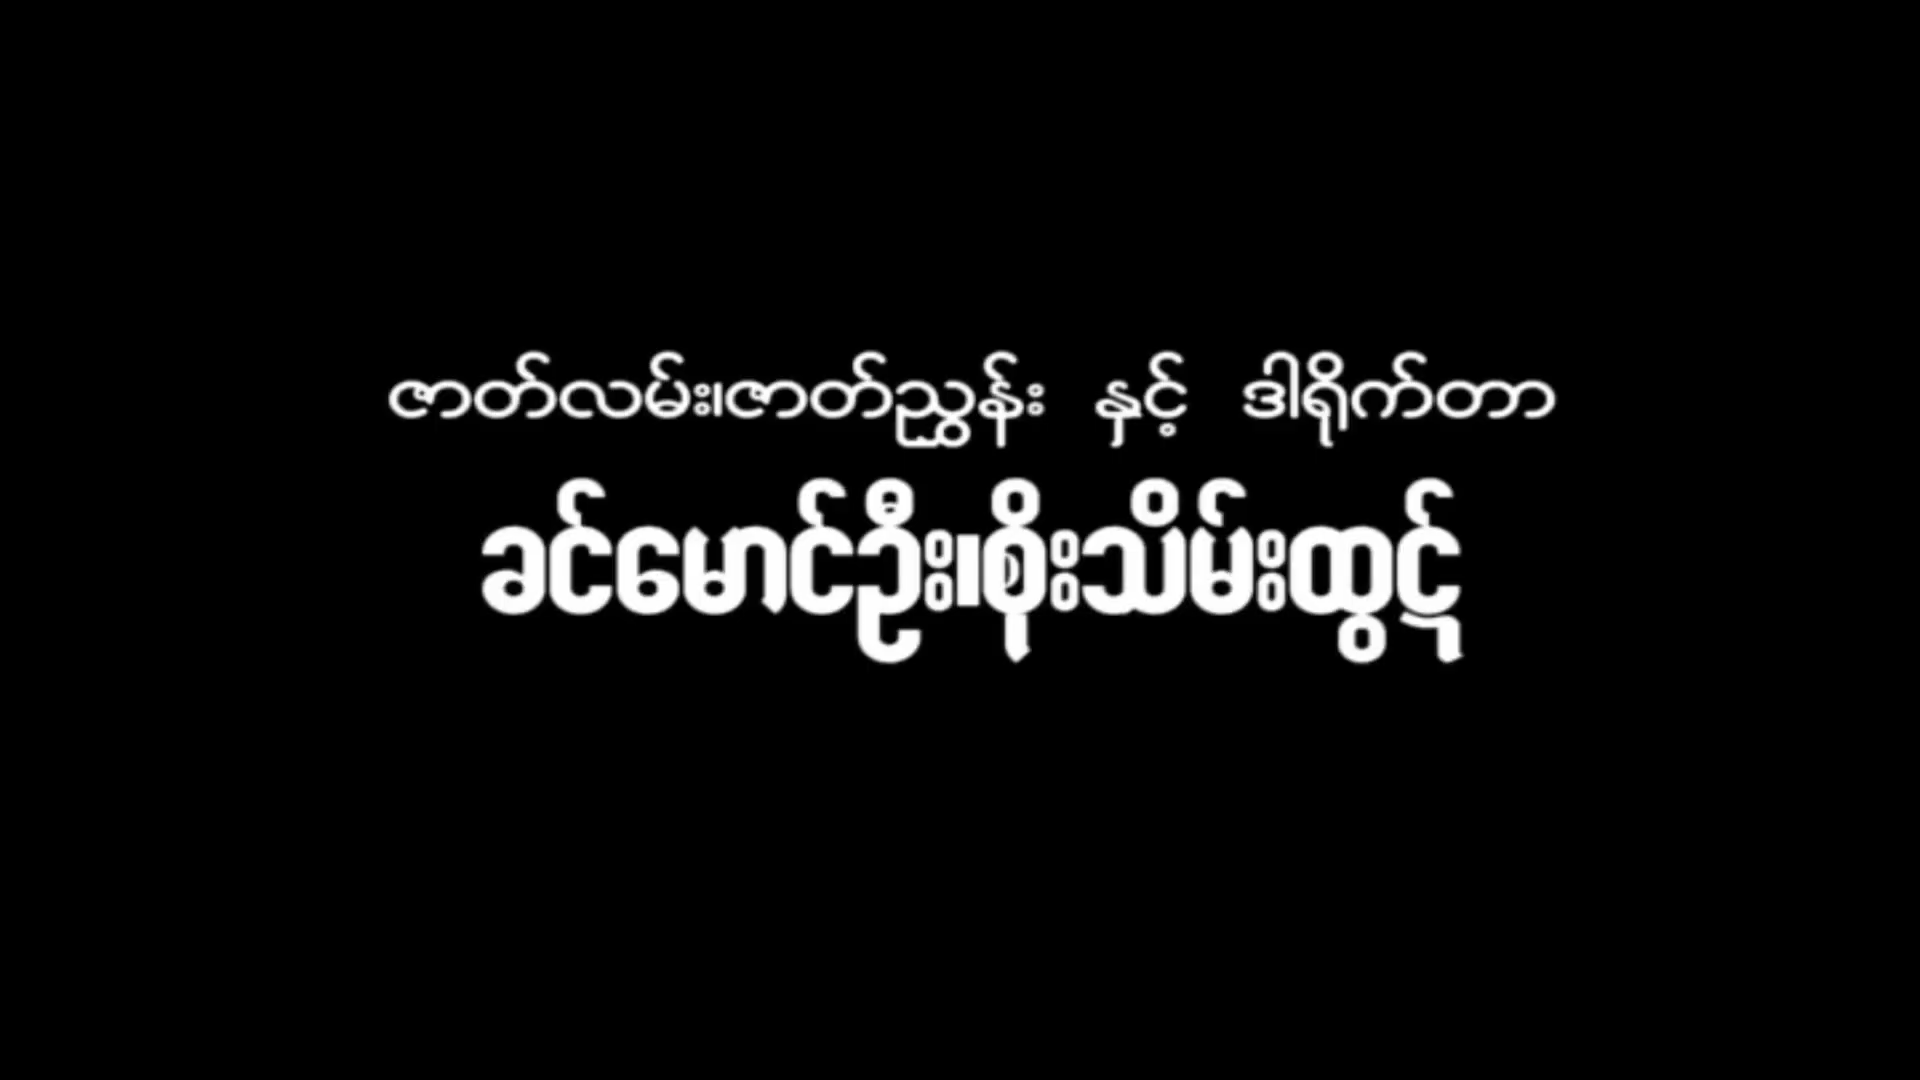 ဇာတ်လမ်း၊ဇာတ်ညွှန်း နှင့် ဒါရိုက်တာ
ခင်မောင်ဦး၊စိုးသိမ်းထွဋ်